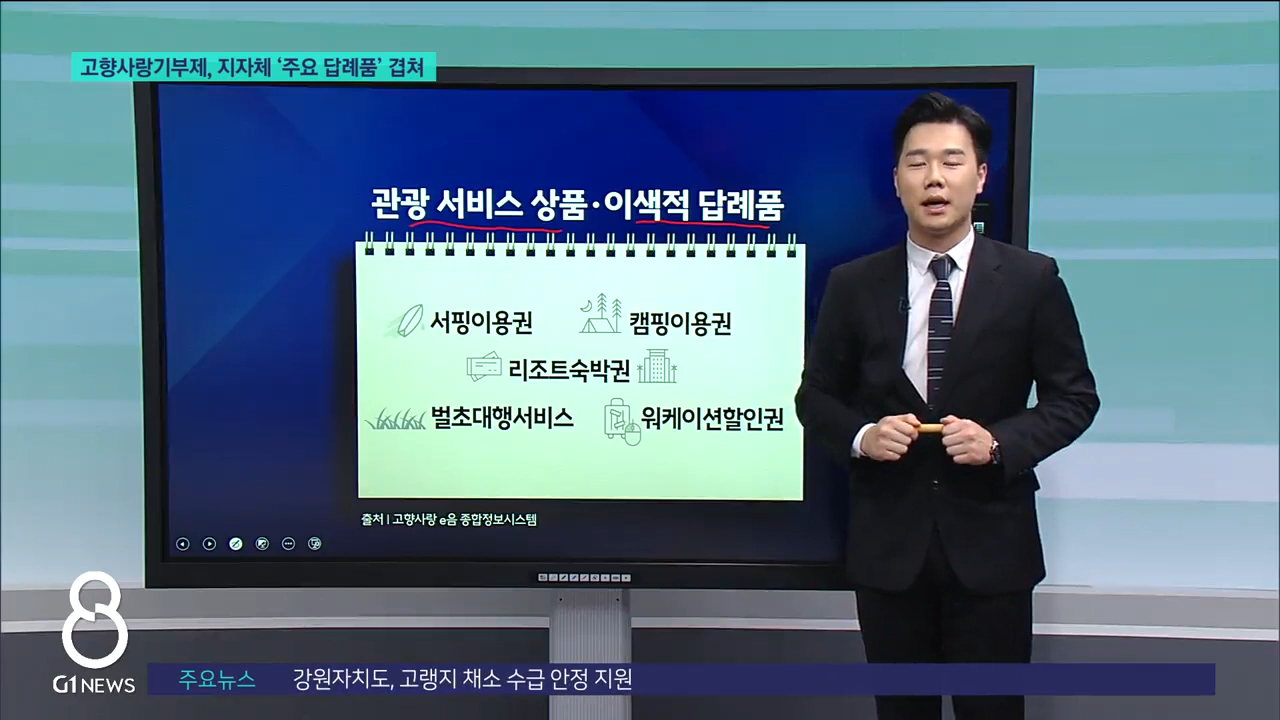 고향사랑기부제, 지자체 ‘주요 답례품’ 겹쳐
관광 서비스 상품·이색적 답례품
서핑이용권 캠핑이용권
리조트숙박권
벌초대행서비스 워케이션할인권
출처 | 고향사랑 e음 종합정보시스템
8
G1 NEWS
주요뉴스 강원자치도, 고랭지 채소 수급 안정 지원